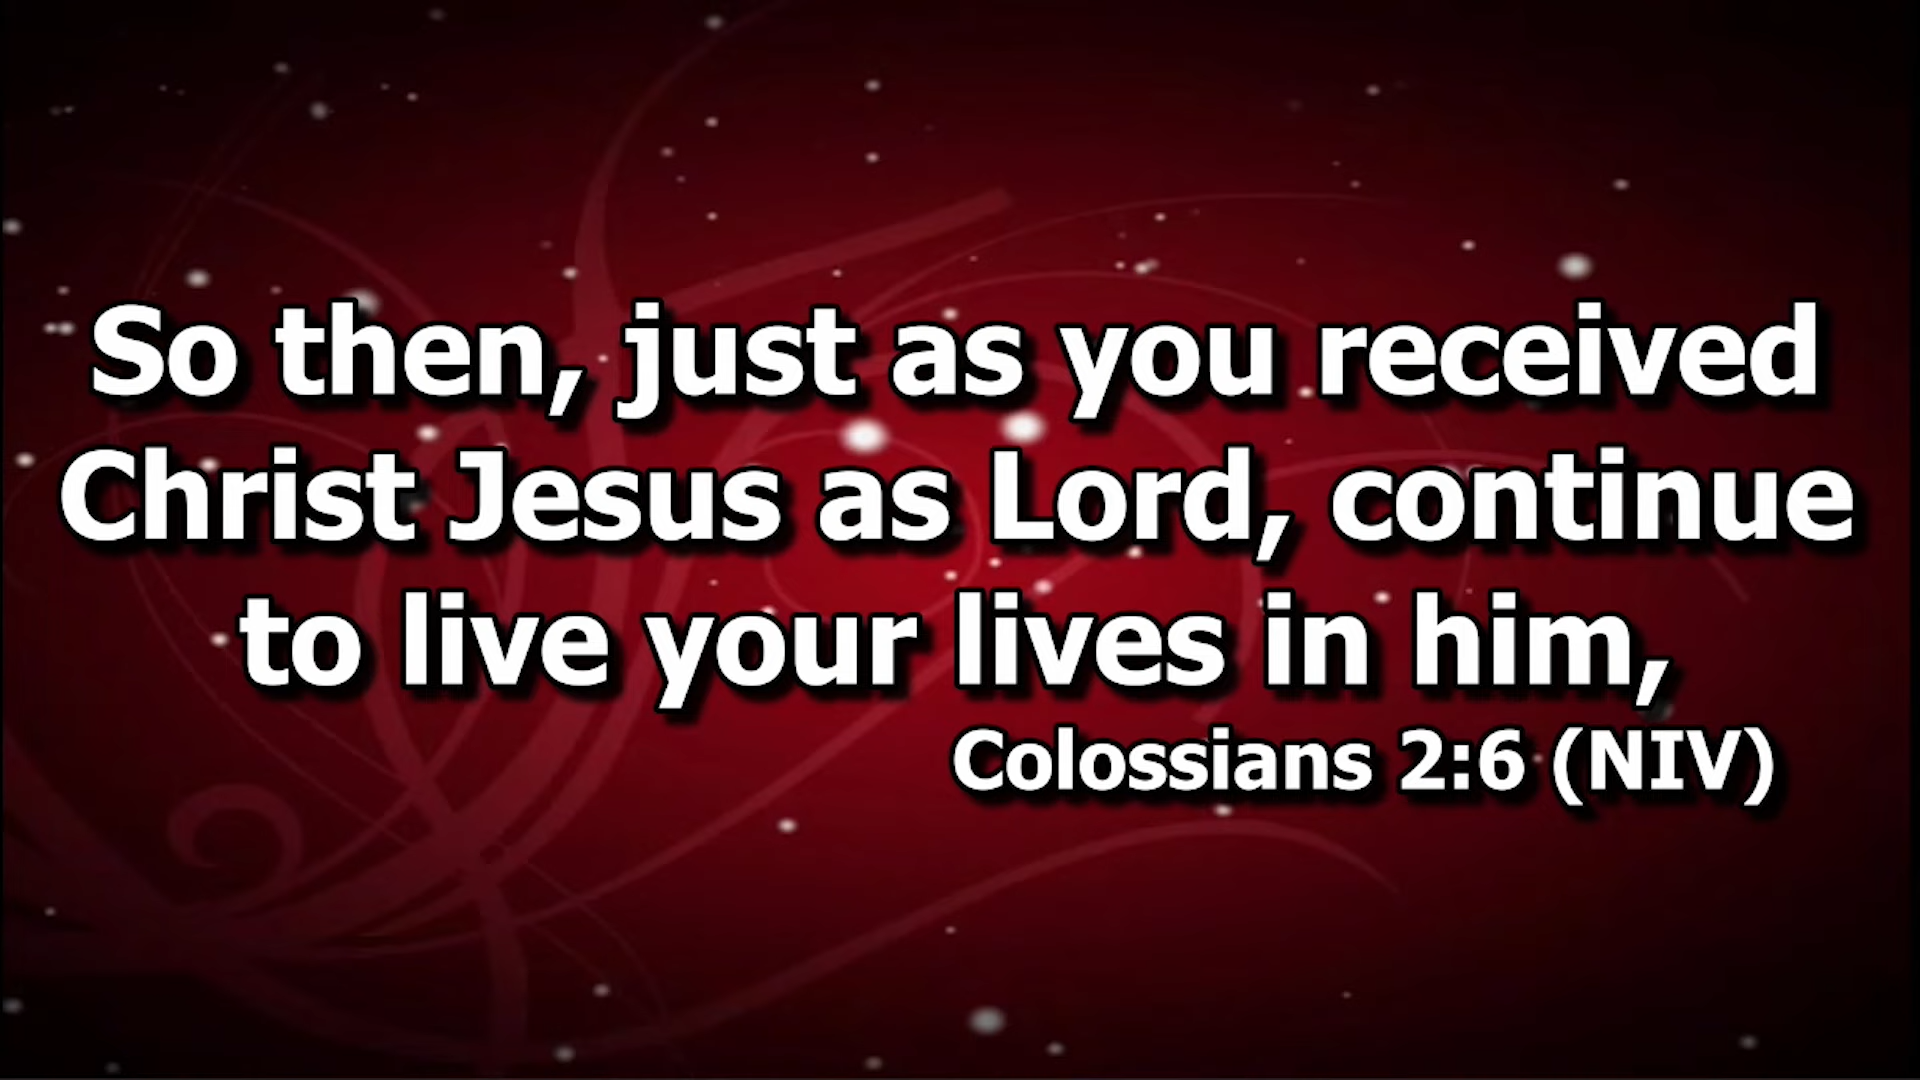 So then, just as you received
Christ Jesus as Lord, continue
to live your lives in him,
Colossians 2:6 (NIV)